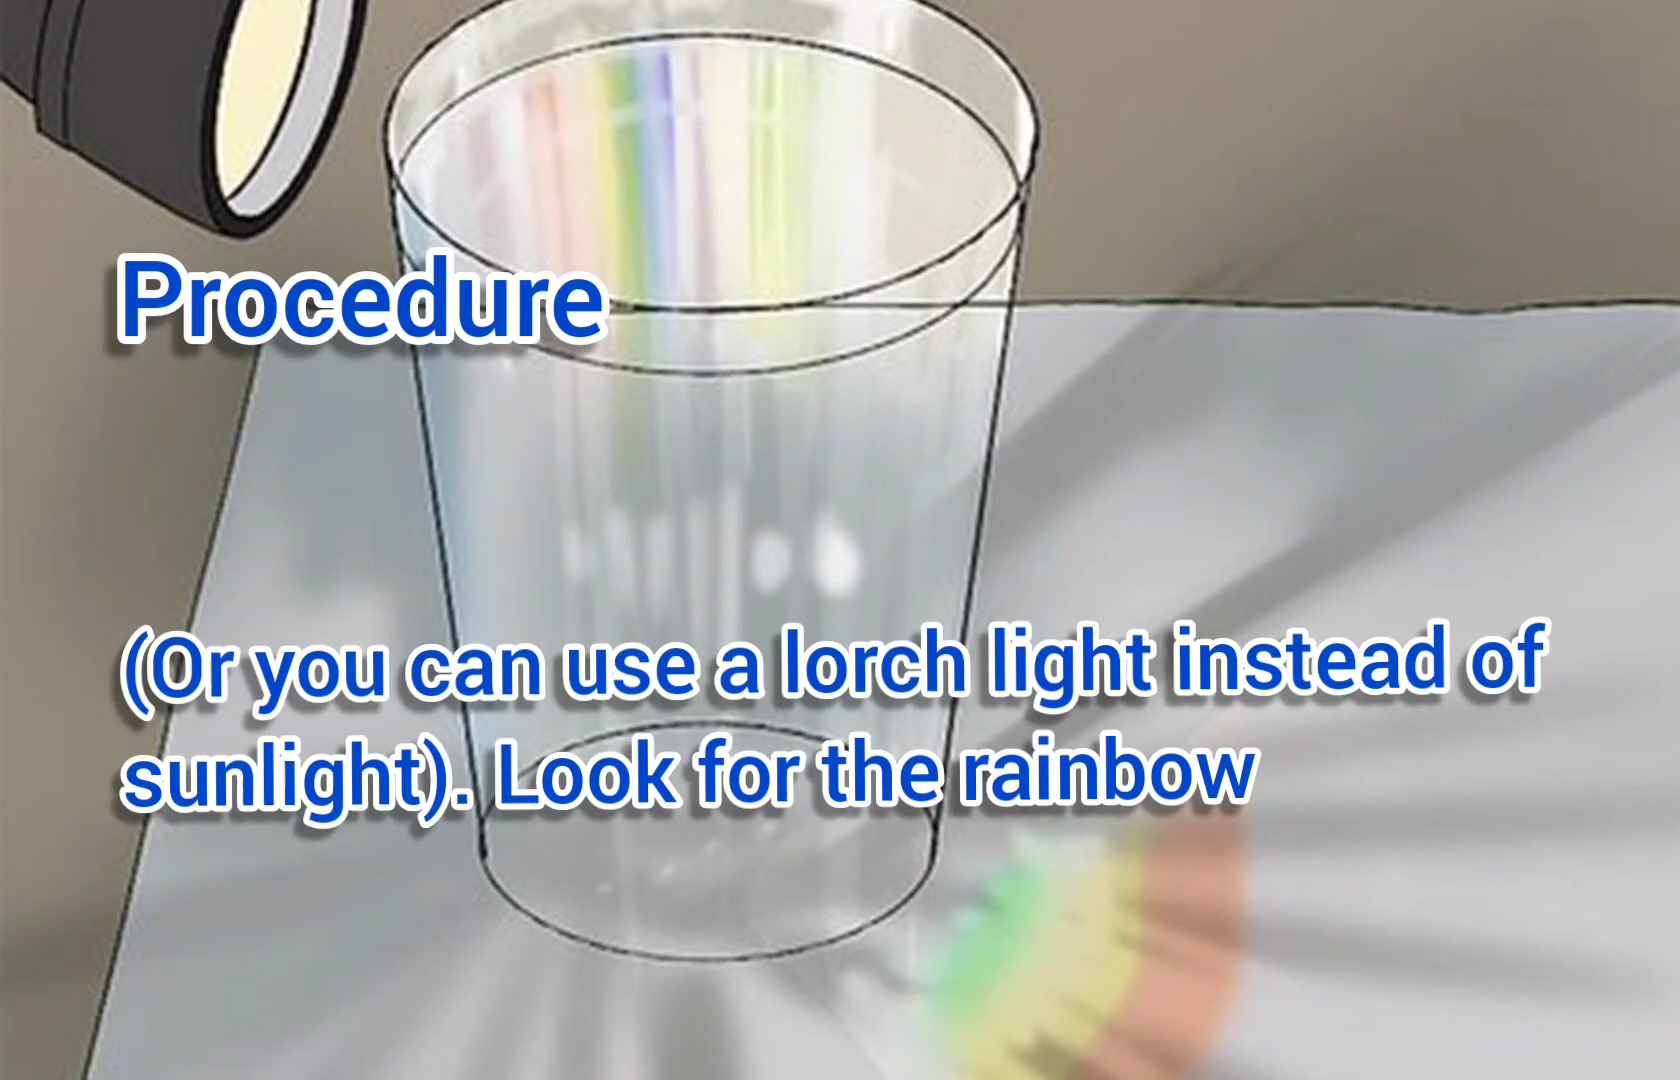 Procedure
(Or you can use a lorch light instead of
sunlight). Look for the rainbow